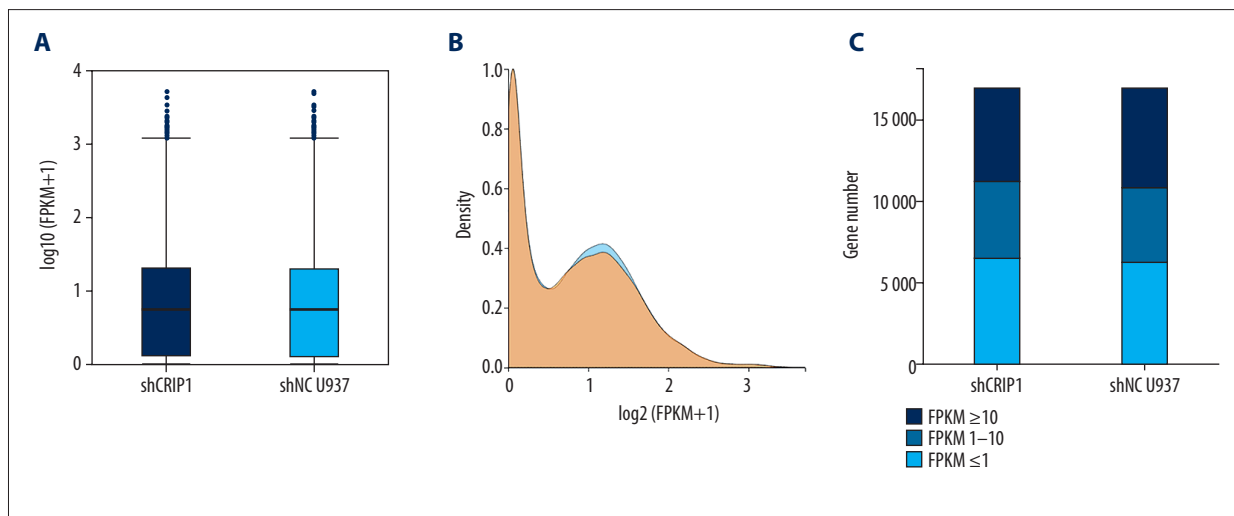 A
log10 (FPKM+1)
4
3
2
1
0
shCRIP1
shNC U937
B
Density
1.0
0.8
0.6
0.4
0.2
0.0
0
1
2
3
log2 (FPKM+1)
C
Gene number
15 000
10 000
5 000
0
shCRIP1
shNC U937
FPKM ≥10
FPKM 1–10
FPKM ≤1